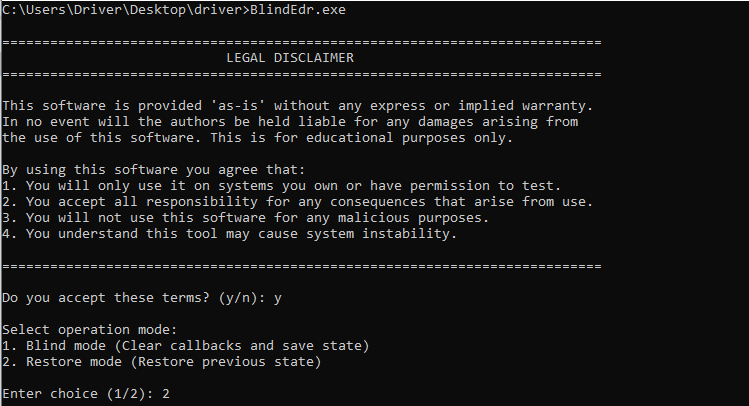 C:\Users\Driver\Desktop\driver>BlindEdr.exe
===========================================================================
LEGAL DISCLAIMER
===========================================================================
This software is provided 'as-is' without any express or implied warranty.
In no event will the authors be held liable for any damages arising from
the use of this software. This is for educational purposes only.
By using this software you agree that:
1. You will only use it on systems you own or have permission to test.
2. You accept all responsibility for any consequences that arise from use.
3. You will not use this software for any malicious purposes.
4. You understand this tool may cause system instability.
===========================================================================
Do you accept these terms? (y/n): y
Select operation mode:
1. Blind mode (Clear callbacks and save state)
2. Restore mode (Restore previous state)
Enter choice (1/2): 2